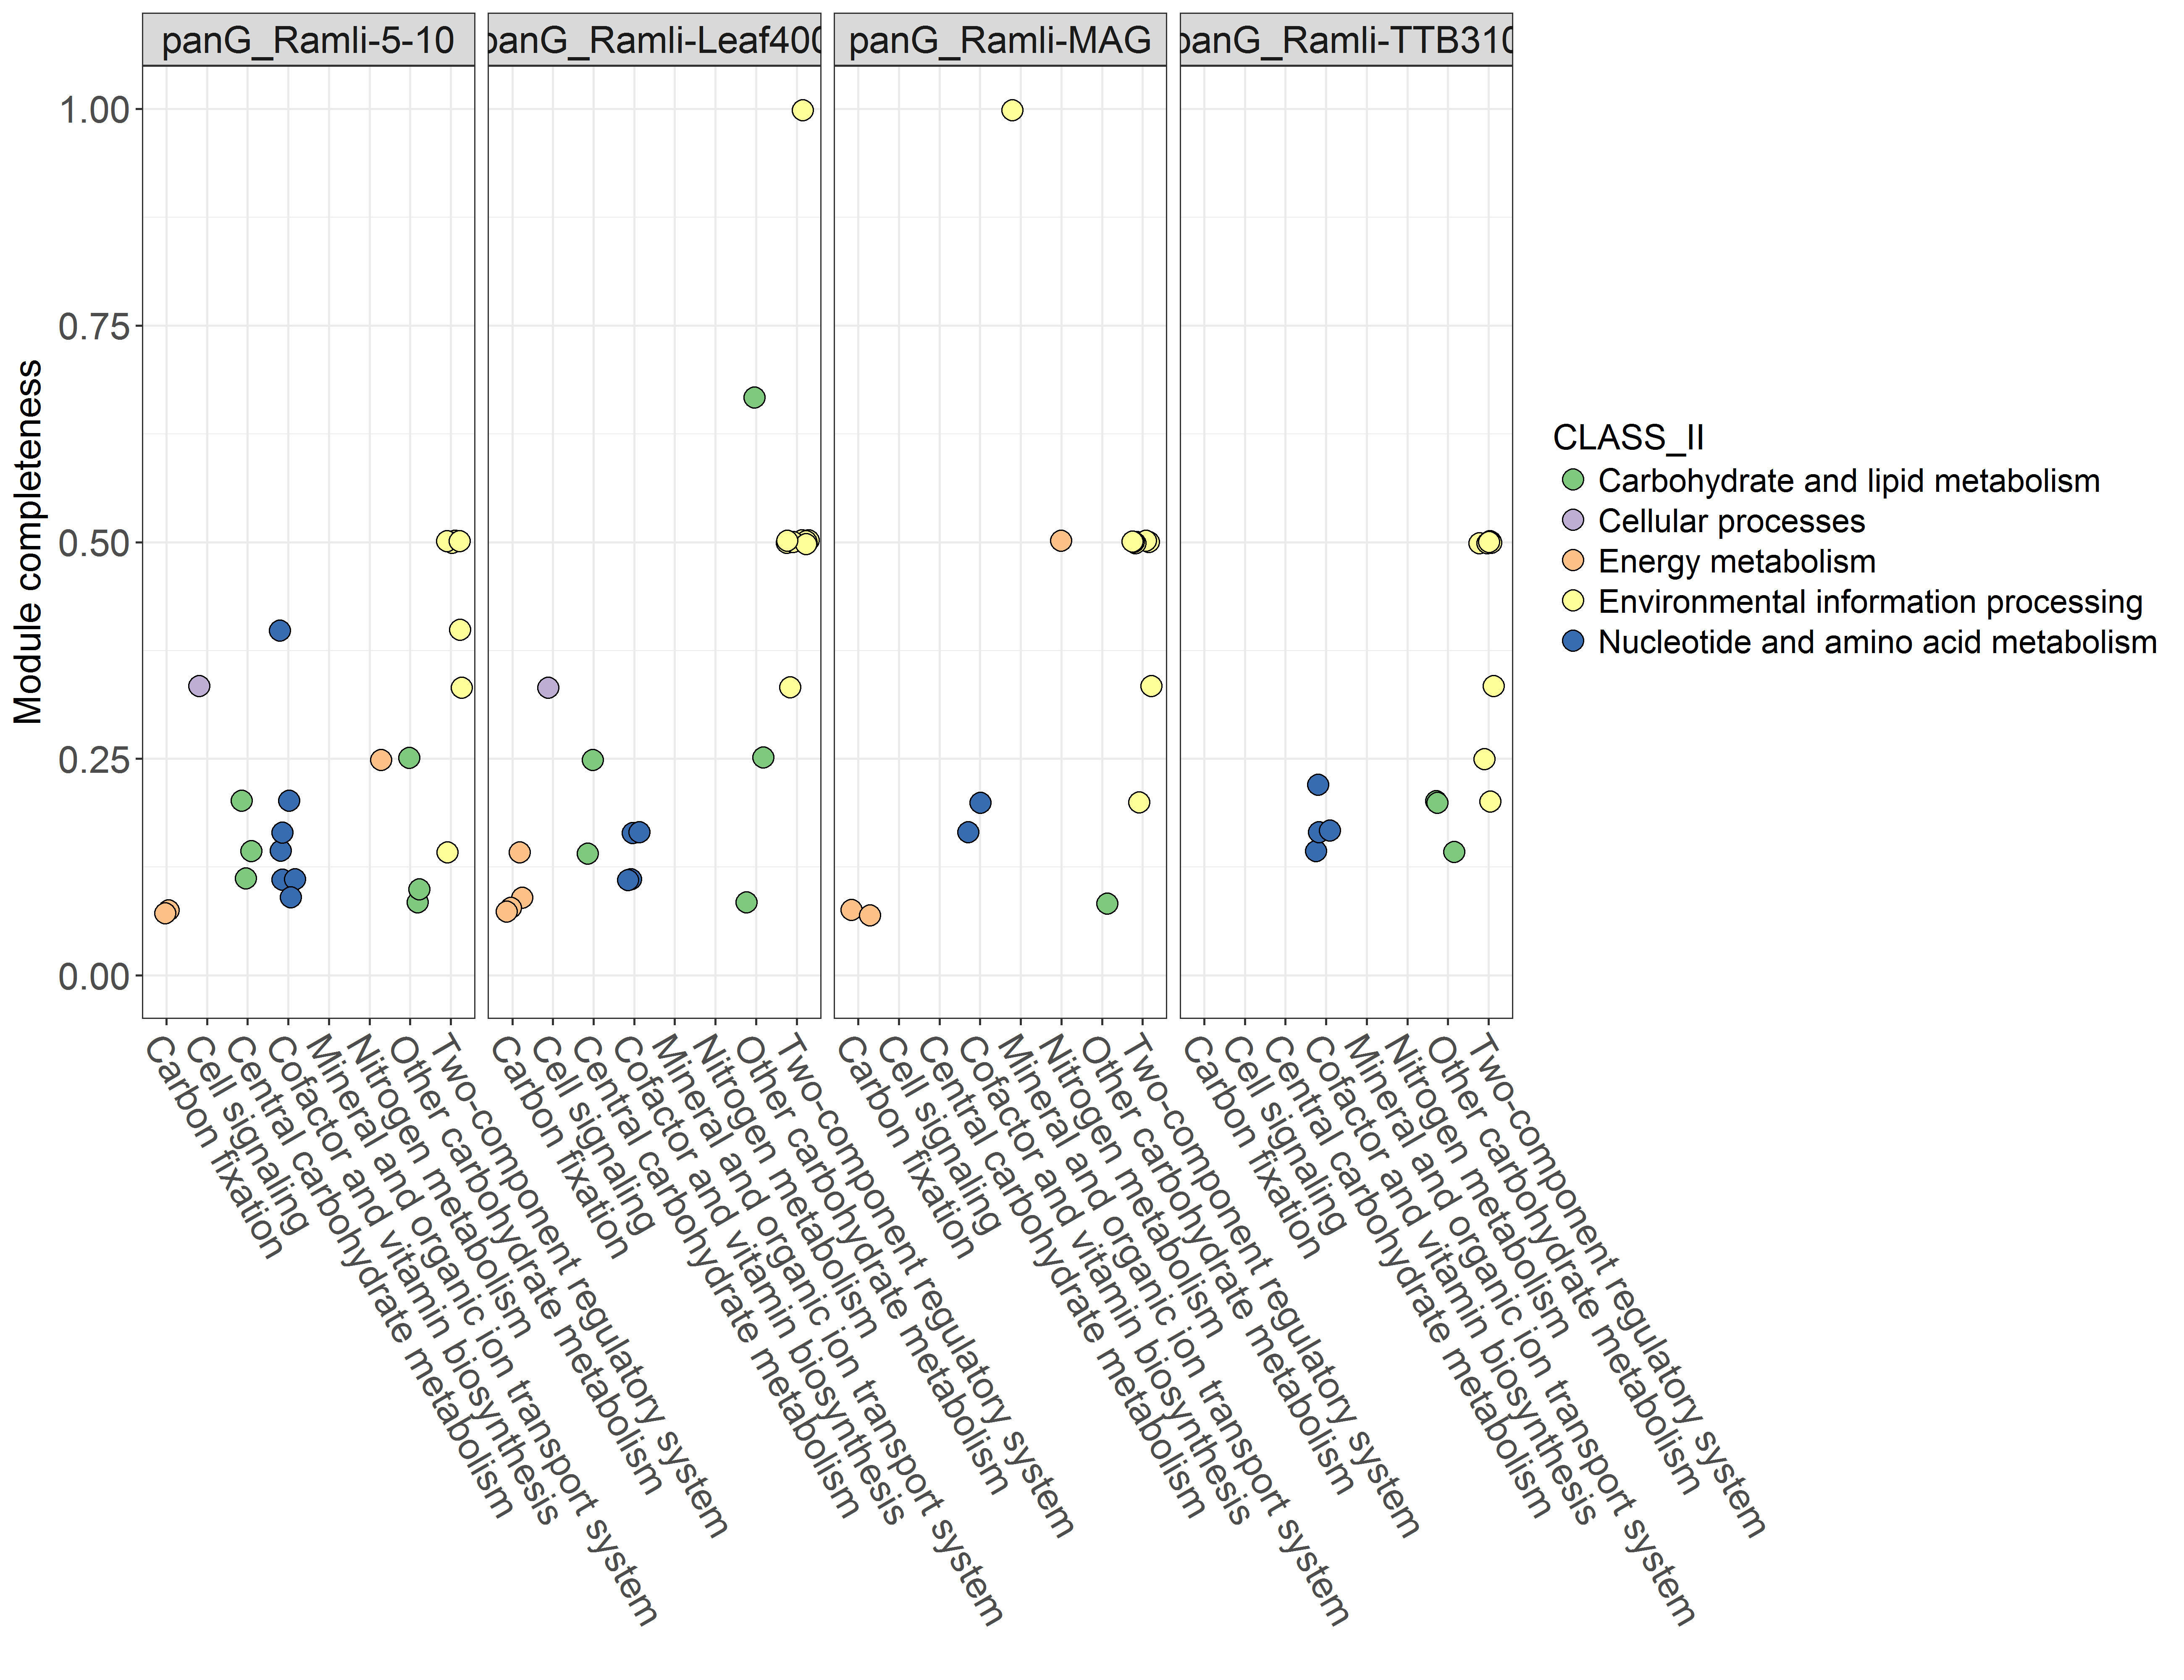 panG_Ramli-5-10
panG_Ramli-Leaf400
panG_Ramli-MAG
panG_Ramli-TTB310
Module completeness
1.00
0.75
0.50
0.25
0.00
Carbon fixation
Cell signaling
Central carbohydrate metabolism
Cofactor and vitamin biosynthesis
Mineral and organic ion transport system
Nitrogen metabolism
Other carbohydrate metabolism
Two-component regulatory system
Carbon fixation
Cell signaling
Central carbohydrate metabolism
Cofactor and vitamin biosynthesis
Mineral and organic ion transport system
Nitrogen metabolism
Other carbohydrate metabolism
Two-component regulatory system
Carbon fixation
Cell signaling
Central carbohydrate metabolism
Cofactor and vitamin biosynthesis
Mineral and organic ion transport system
Nitrogen metabolism
Other carbohydrate metabolism
Two-component regulatory system
Carbon fixation
Cell signaling
Central carbohydrate metabolism
Cofactor and vitamin biosynthesis
Mineral and organic ion transport system
Nitrogen metabolism
Other carbohydrate metabolism
Two-component regulatory system
CLASS_II
Carbohydrate and lipid metabolism
Cellular processes
Energy metabolism
Environmental information processing
Nucleotide and amino acid metabolism